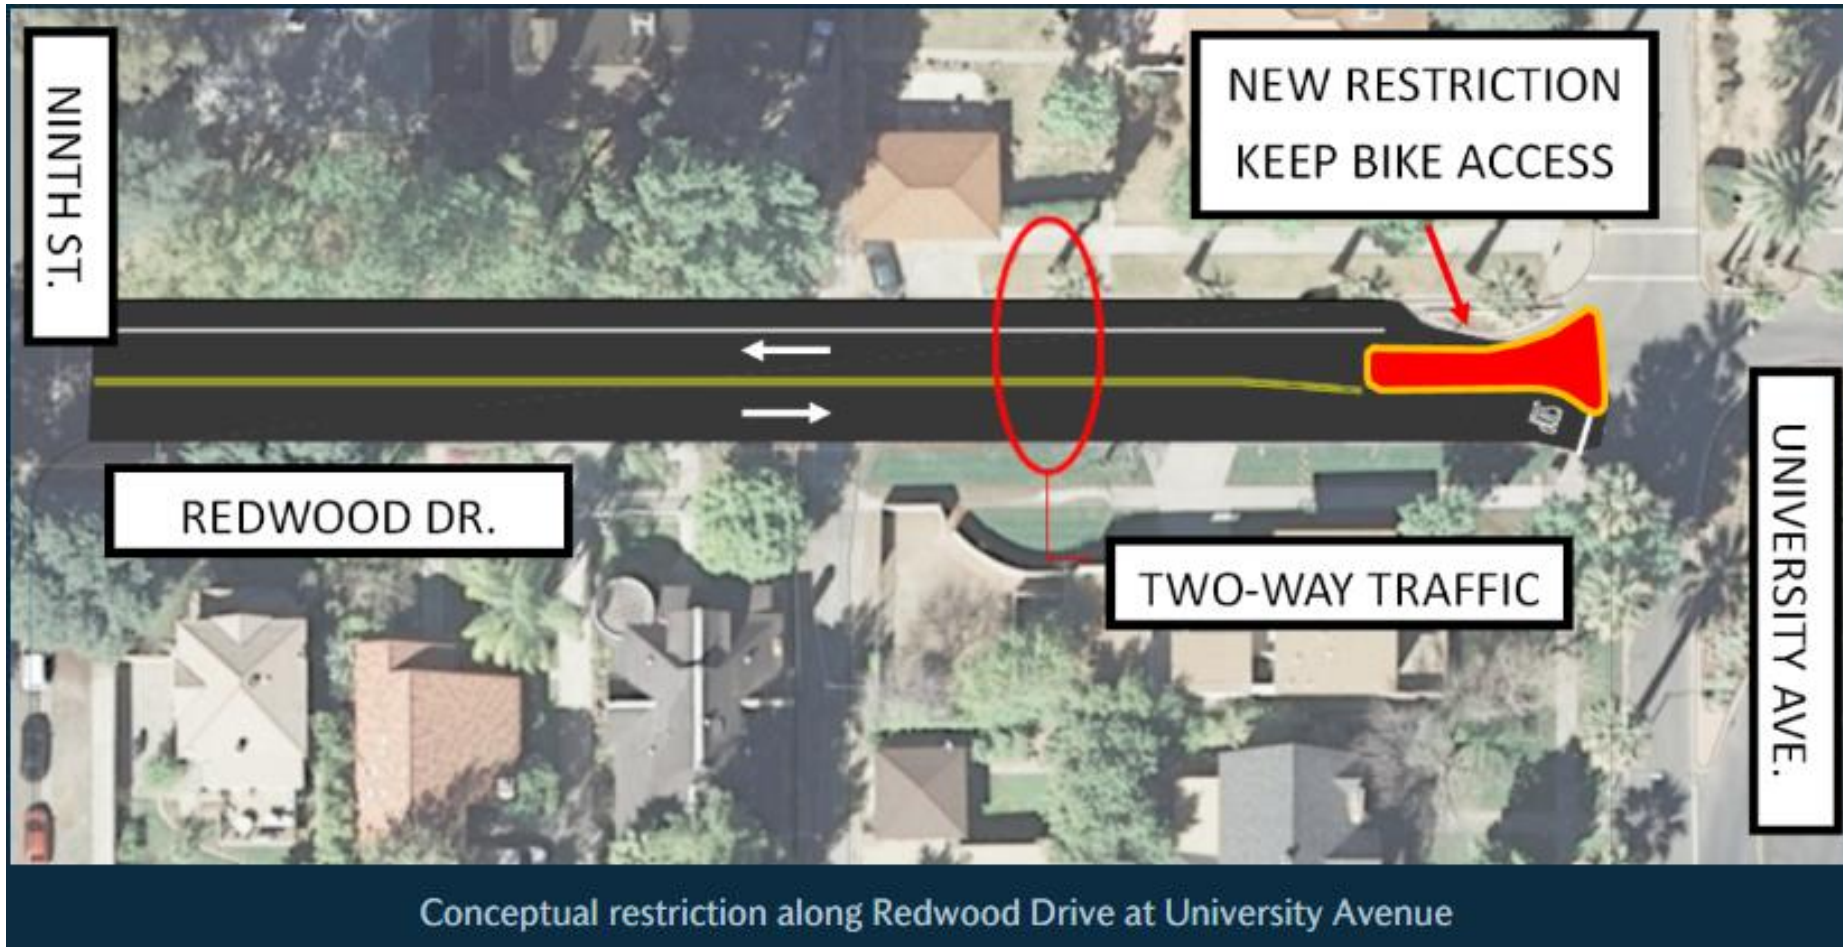 NINTH ST.
NEW RESTRICTION
KEEP BIKE ACCESS
REDWOOD DR.
TWO-WAY TRAFFIC
UNIVERSITY AVE.
Conceptual restriction along Redwood Drive at University Avenue